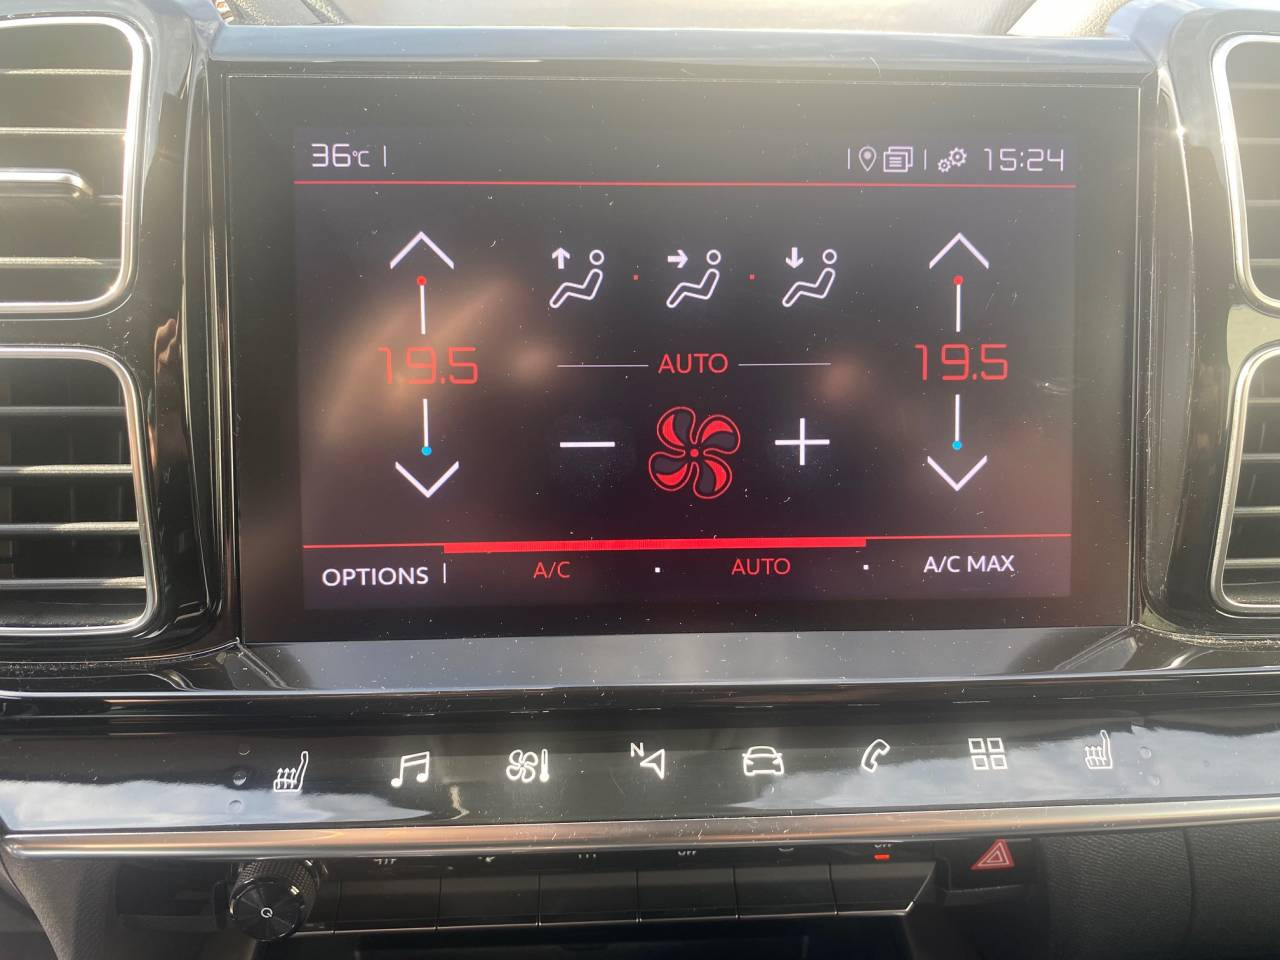 36°C
15:24
19.5
AUTO
19.5
OPTIONS
A/C
AUTO
A/C MAX
N